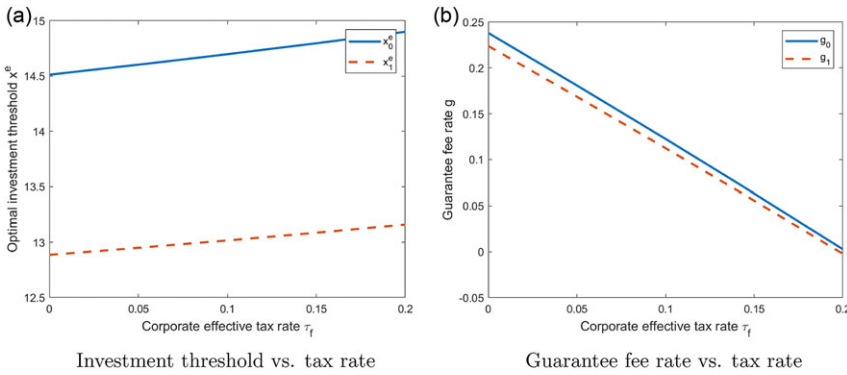 (a)
15
14.5
14
13.5
13
12.5
0
0.05
0.1
0.15
0.2
Optimal investment threshold x^e
Corporate effective tax rate τ_f
x_0^e
x_1^e
Investment threshold vs. tax rate
(b)
0.25
0.2
0.15
0.1
0.05
0
-0.05
0
0.05
0.1
0.15
0.2
Guarantee fee rate g
Corporate effective tax rate τ_f
g_0
g_1
Guarantee fee rate vs. tax rate